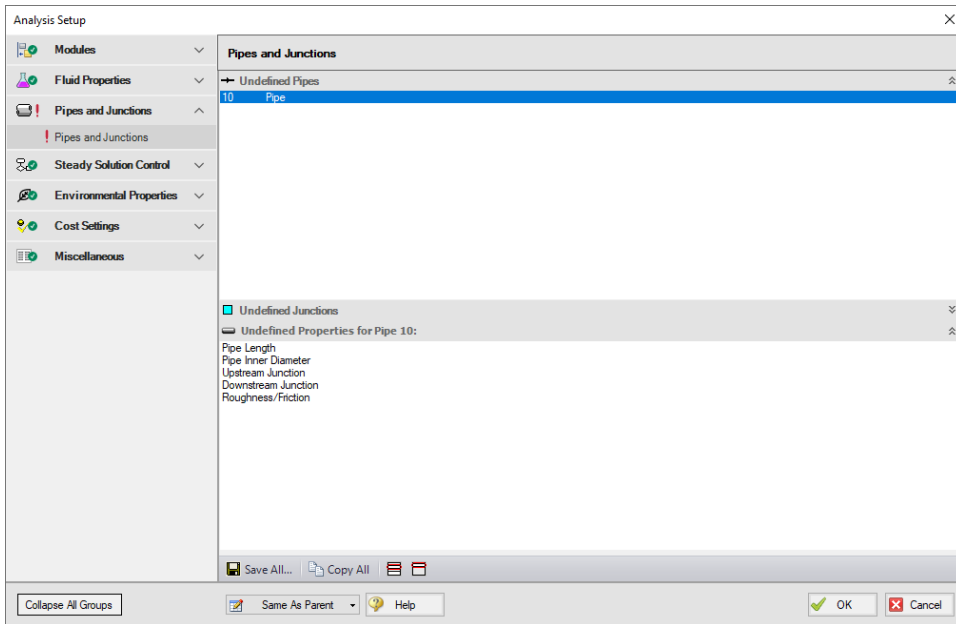 Analysis Setup
Modules
Fluid Properties
Pipes and Junctions
Pipes and Junctions
Steady Solution Control
Environmental Properties
Cost Settings
Miscellaneous
Pipes and Junctions
Undefined Pipes
10 Pipe
Undefined Junctions
Undefined Properties for Pipe 10:
Pipe Length
Pipe Inner Diameter
Upstream Junction
Downstream Junction
Roughness/Friction
Save All... Copy All
Collapse All Groups Same As Parent Help OK Cancel